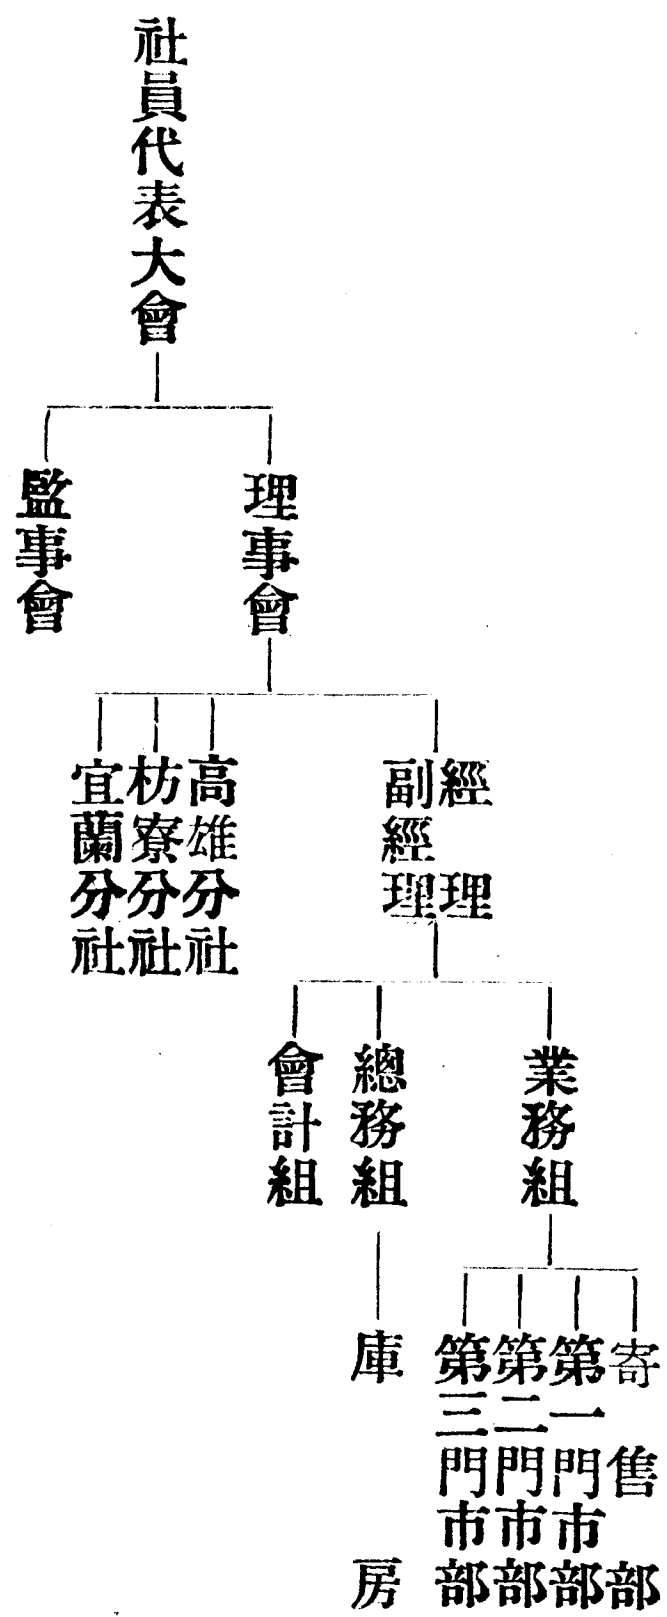 社員代表大會
理事會
監事會
經理
副經理
高雄分社
枋寮分社
宜蘭分社
業務組
總務組
會計組
寄售部
第一門市部
第二門市部
第三門市部
庫房